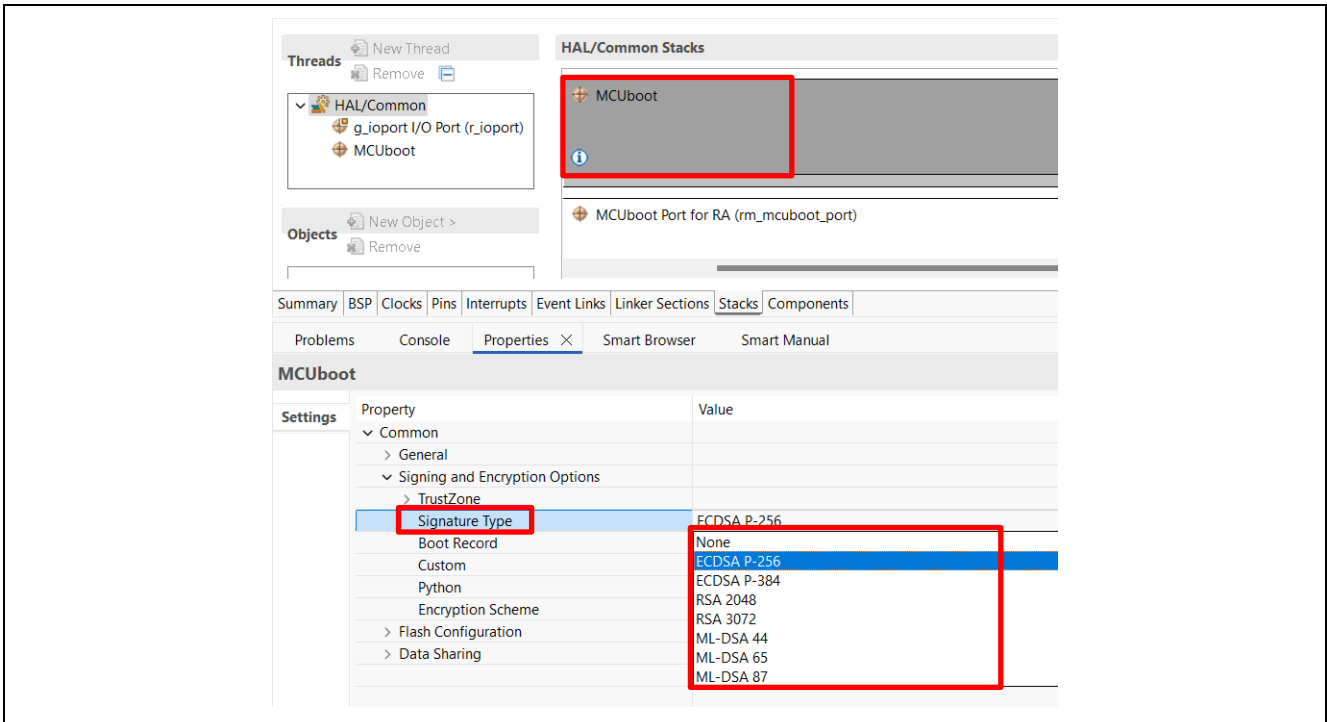 Threads
New Thread
Remove
HAL/Common
g_ioport I/O Port (r_ioport)
MCUboot
Objects
New Object >
Remove
HAL/Common Stacks
MCUboot
MCUboot Port for RA (rm_mcuboot_port)
Summary BSP Clocks Pins Interrupts Event Links Linker Sections Stacks Components
Problems Console Properties Smart Browser Smart Manual
MCUboot
Settings
Property Value
Common
General
Signing and Encryption Options
TrustZone
Signature Type ECDSA P-256
Boot Record
Custom
Python
Encryption Scheme
Flash Configuration
Data Sharing
None
ECDSA P-256
ECDSA P-384
RSA 2048
RSA 3072
ML-DSA 44
ML-DSA 65
ML-DSA 87